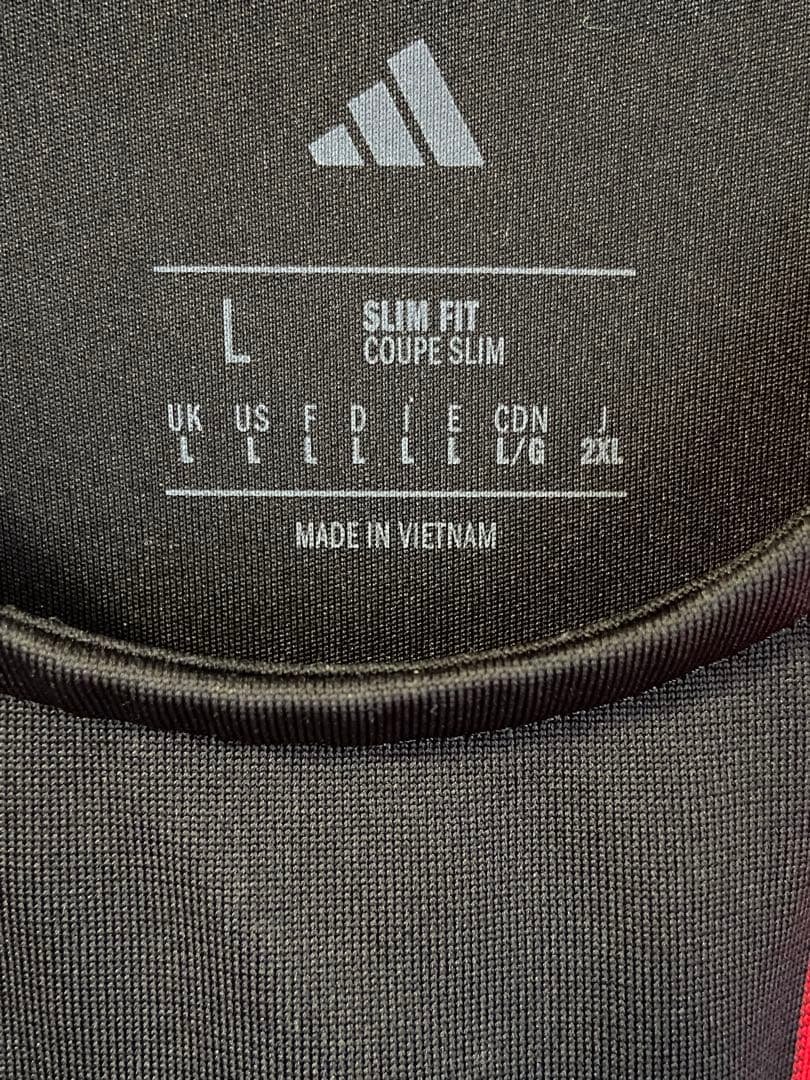 L
SLIM FIT
COUPE SLIM
UK US F D İ E CDN J
L L L L L L L/G 2XL
MADE IN VIETNAM